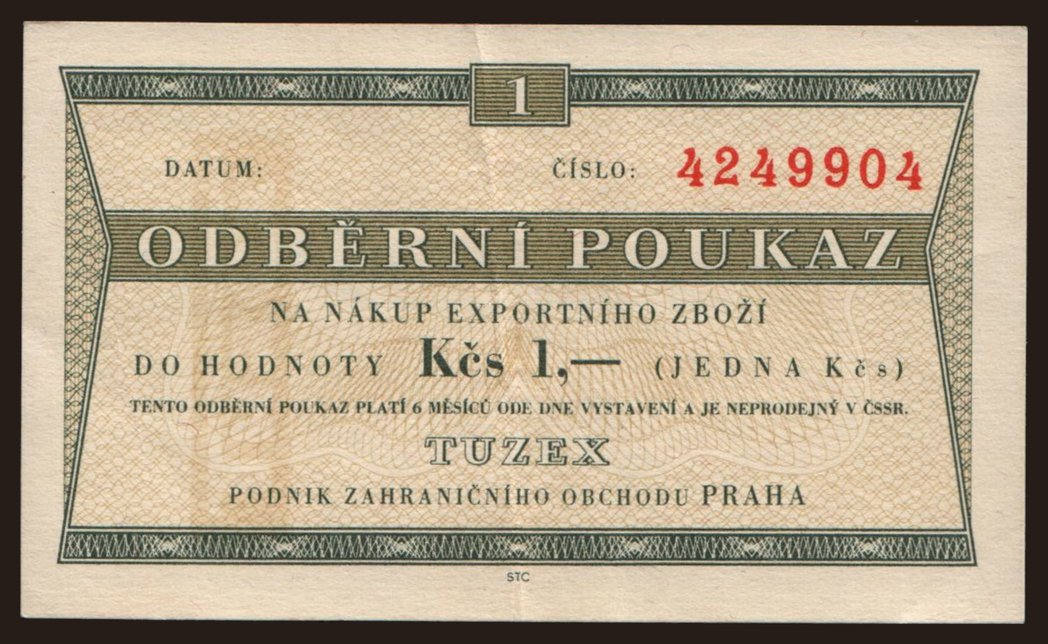 1
DATUM: ČÍSLO: 4249904
ODBĚRNÍ POUKAZ
NA NÁKUP EXPORTNÍHO ZBOŽÍ
DO HODNOTY Kčs 1,— (JEDNA Kčs)
TENTO ODBĚRNÍ POUKAZ PLATÍ 6 MĚSÍCŮ ODE DNE VYSTAVENÍ A JE NEPRODEJNÝ V ČSSR.
TUZEX
PODNIK ZAHRANIČNÍHO OBCHODU PRAHA
STC